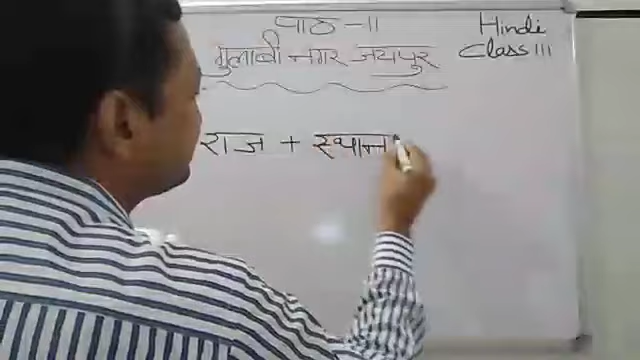 पाठ-11
Hindi
गुलाबी नगर जयपुर
Class III
राज + स्थान